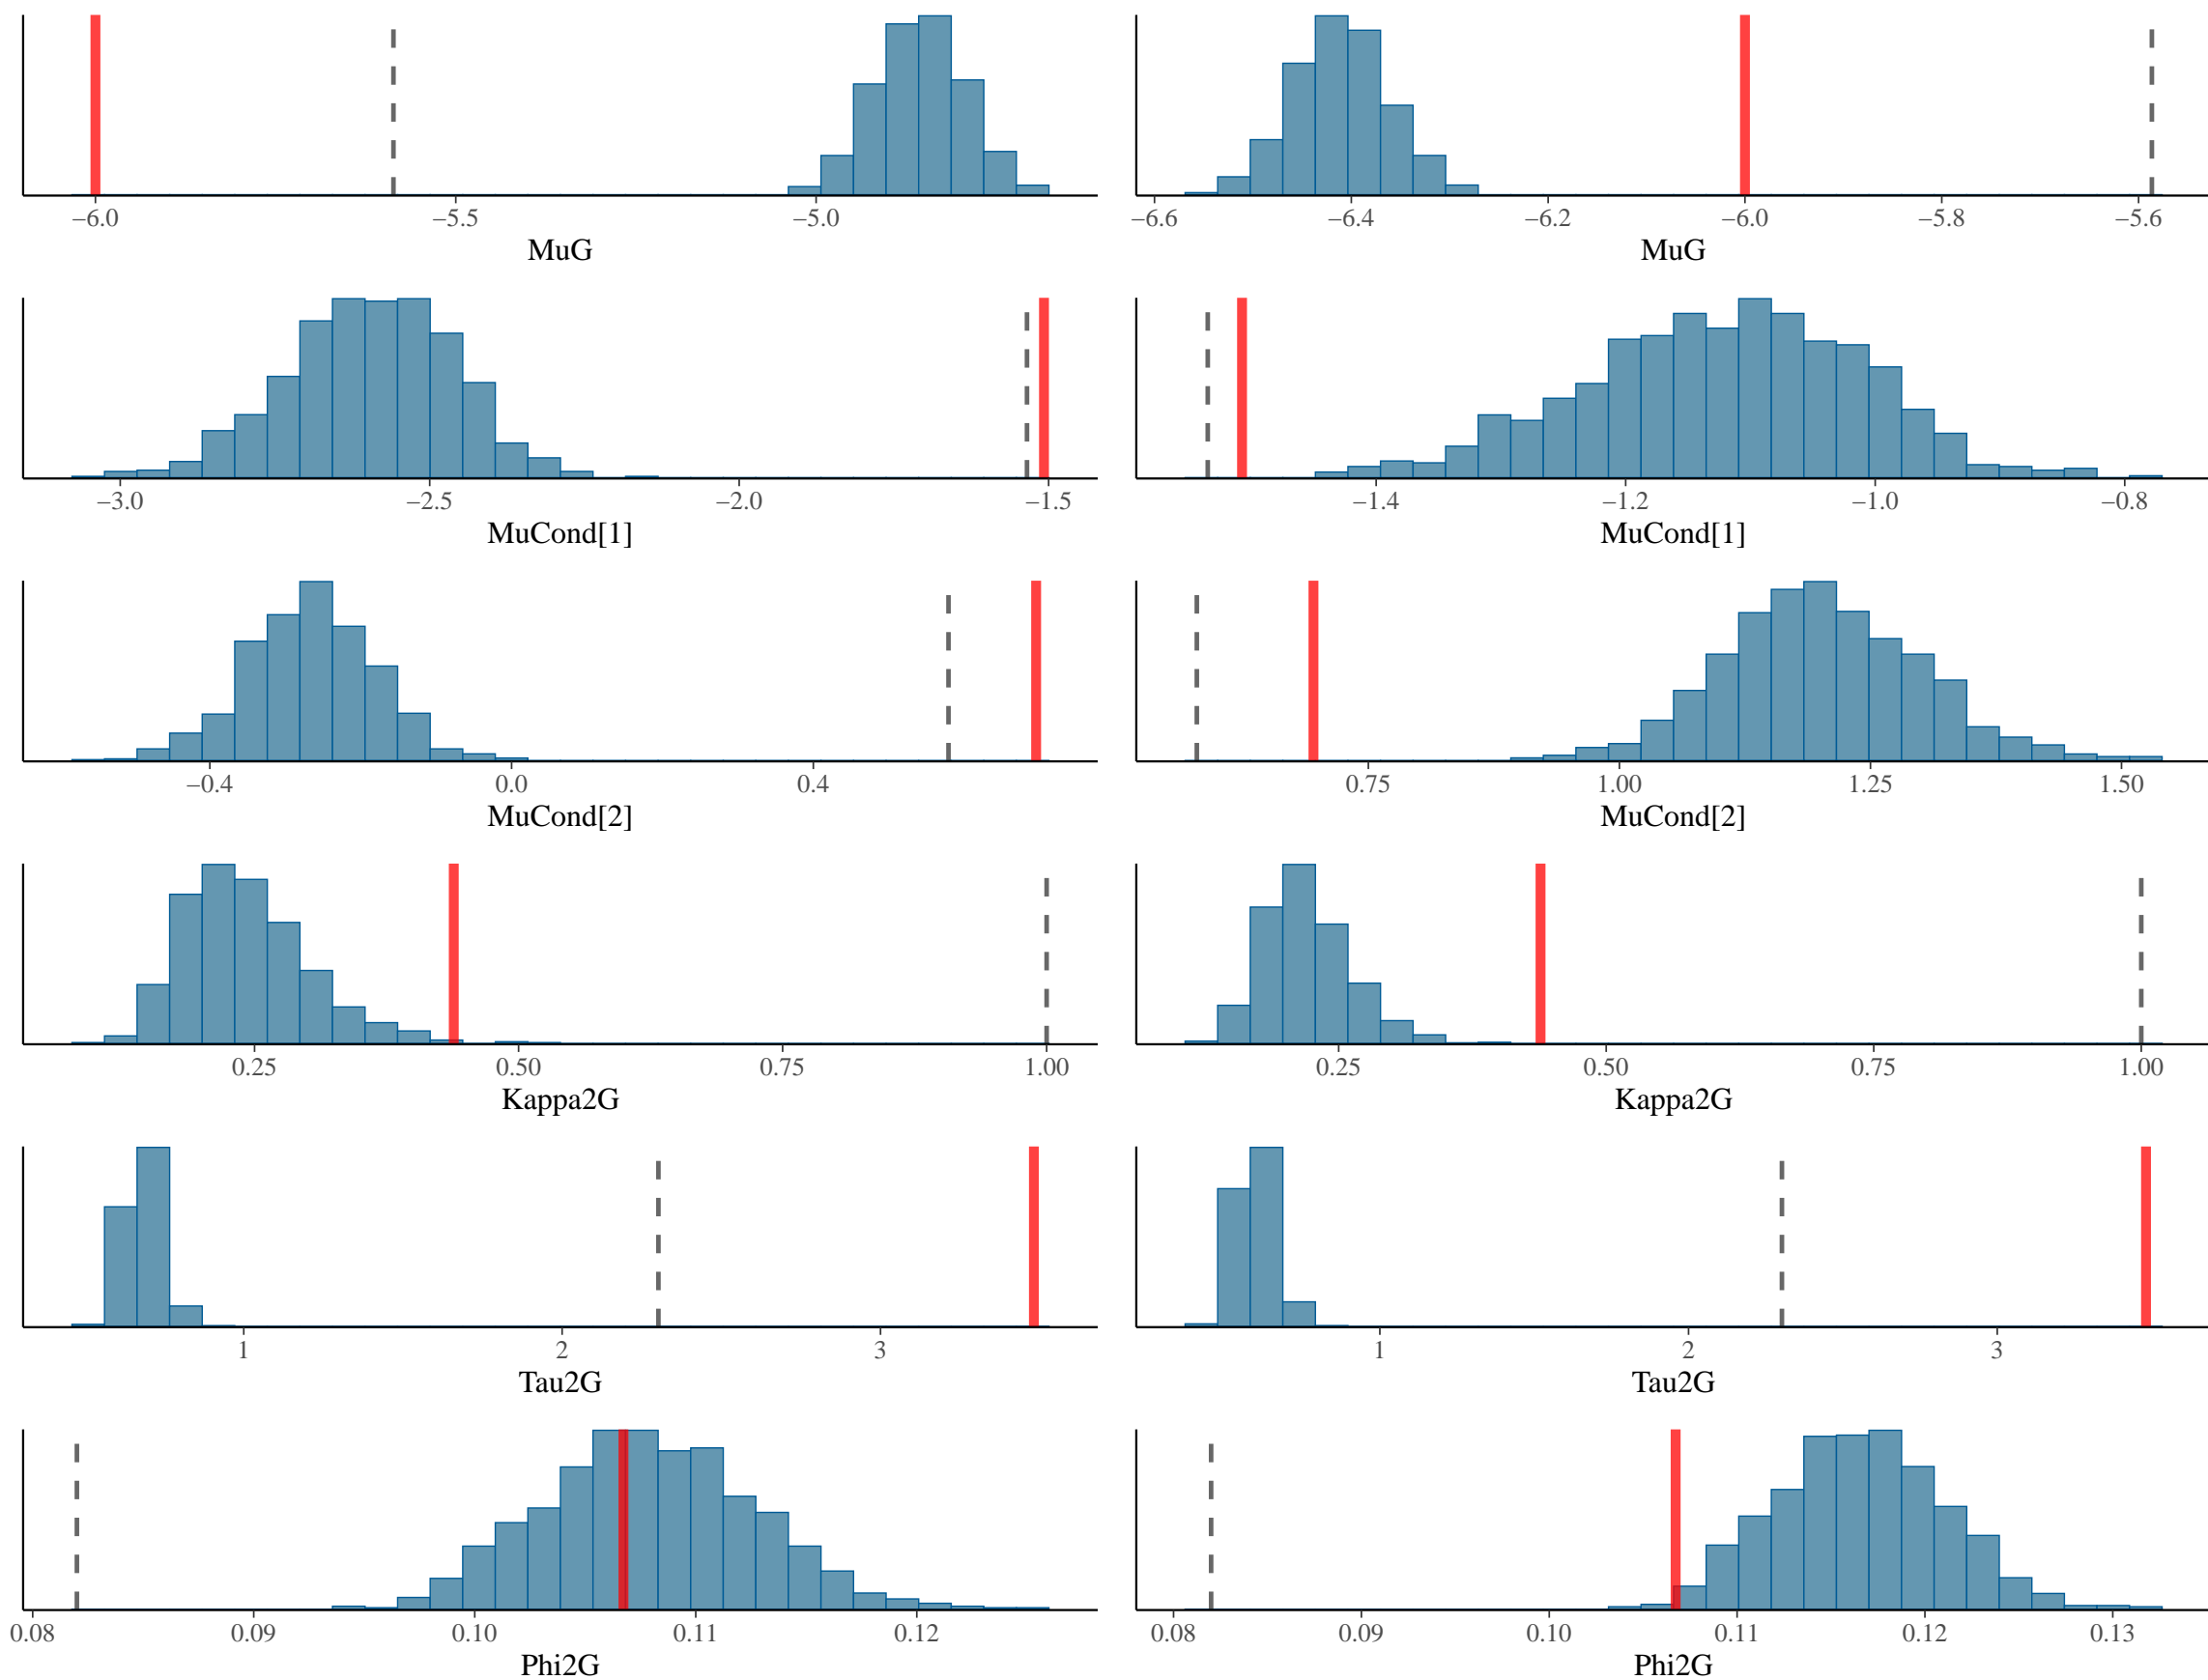 −6.0 −5.5 −5.0
MuG
−6.6 −6.4 −6.2 −6.0 −5.8 −5.6
MuG
−3.0 −2.5 −2.0 −1.5
MuCond[1]
−1.4 −1.2 −1.0 −0.8
MuCond[1]
−0.4 0.0 0.4
MuCond[2]
0.75 1.00 1.25 1.50
MuCond[2]
0.25 0.50 0.75 1.00
Kappa2G
0.25 0.50 0.75 1.00
Kappa2G
1 2 3
Tau2G
1 2 3
Tau2G
0.08 0.09 0.10 0.11 0.12
Phi2G
0.08 0.09 0.10 0.11 0.12 0.13
Phi2G